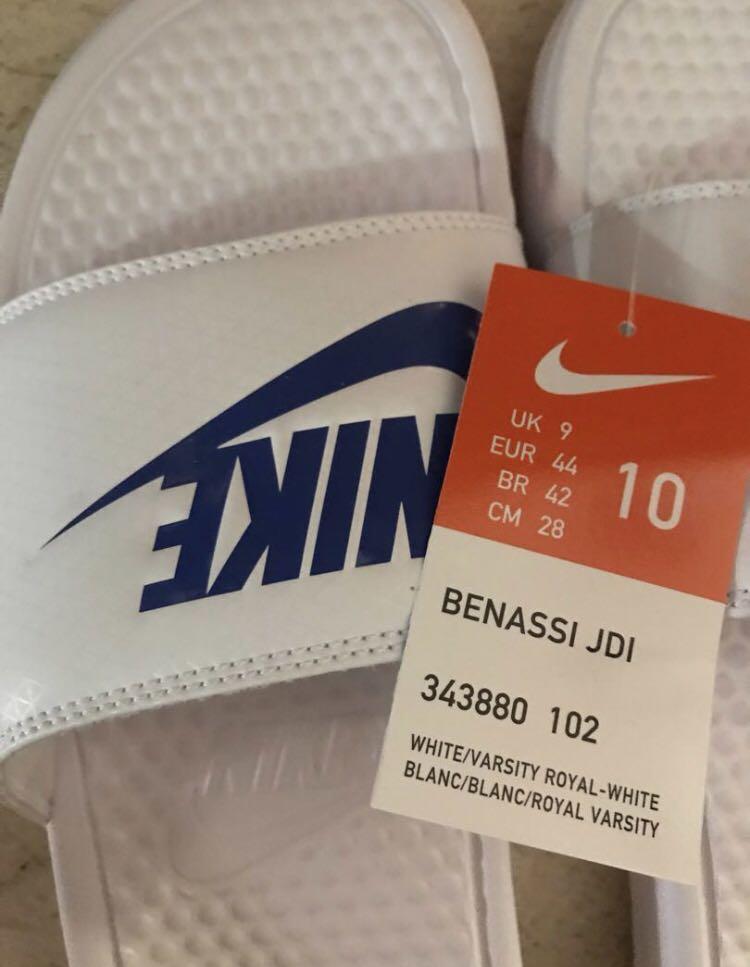 NIKE
UK 9
EUR 44
BR 42
CM 28
10
BENASSI JDI
343880 102
WHITE/VARSITY ROYAL-WHITE
BLANC/BLANC/ROYAL VARSITY